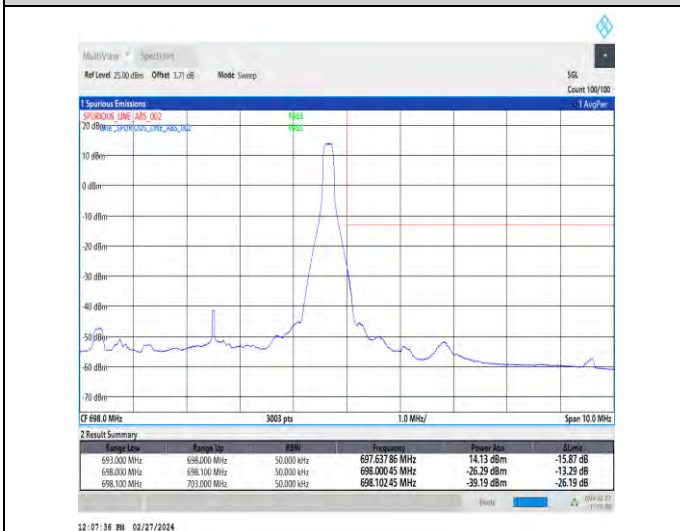 MultiView Spectrum
Ref Level 25.00 dBm Offset 3.71 dB Mode Sweep SGL
Count 100/100
1 Spurious Emissions 1 AvgPwr
SPURIOUS_LINE_ABS_002 PASS
20 dBm LINE_SPURIOUS_LINE_ABS_002 PASS
10 dBm
0 dBm
-10 dBm
-20 dBm
-30 dBm
-40 dBm
-50 dBm
-60 dBm
-70 dBm
CF 698.0 MHz 3003 pts 1.0 MHz/ Span 10.0 MHz
2 Result Summary
Range Low Range Up RBW Frequency Power Abs ΔLimit
693.000 MHz 698.000 MHz 50.000 kHz 697.637 86 MHz 14.13 dBm -15.87 dB
698.000 MHz 698.100 MHz 50.000 kHz 698.000 45 MHz -26.29 dBm -13.29 dB
698.100 MHz 703.000 MHz 50.000 kHz 698.102 45 MHz -39.19 dBm -26.19 dB
Ready
12:07:36 PM 02/27/2024